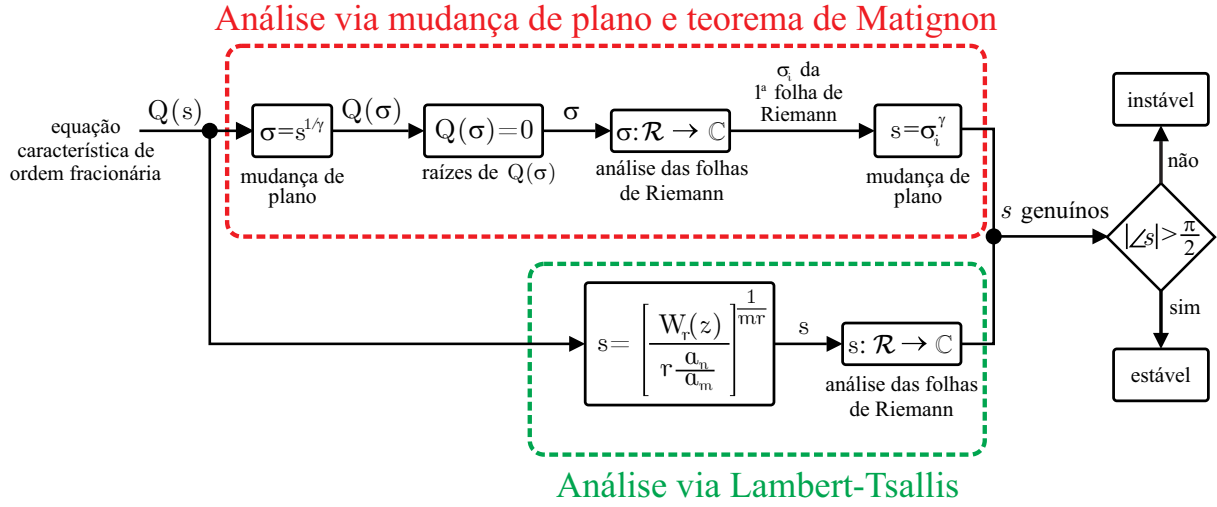 Análise via mudança de plano e teorema de Matignon
Q(s)
equação
característica de
ordem fracionária
σ=s^{1/γ}
mudança de
plano
Q(σ)
Q(σ)=0
raízes de Q(σ)
σ
σ: ℛ → ℂ
análise das folhas
de Riemann
σ_i da
1ª folha de
Riemann
s=σ_i^γ
mudança de
plano
s genuínos
instável
não
|∠s|>π/2
sim
estável
s= [W_r(z) / (r a_n/a_m)]^{1/mr}
s
s: ℛ → ℂ
análise das folhas
de Riemann
Análise via Lambert-Tsallis